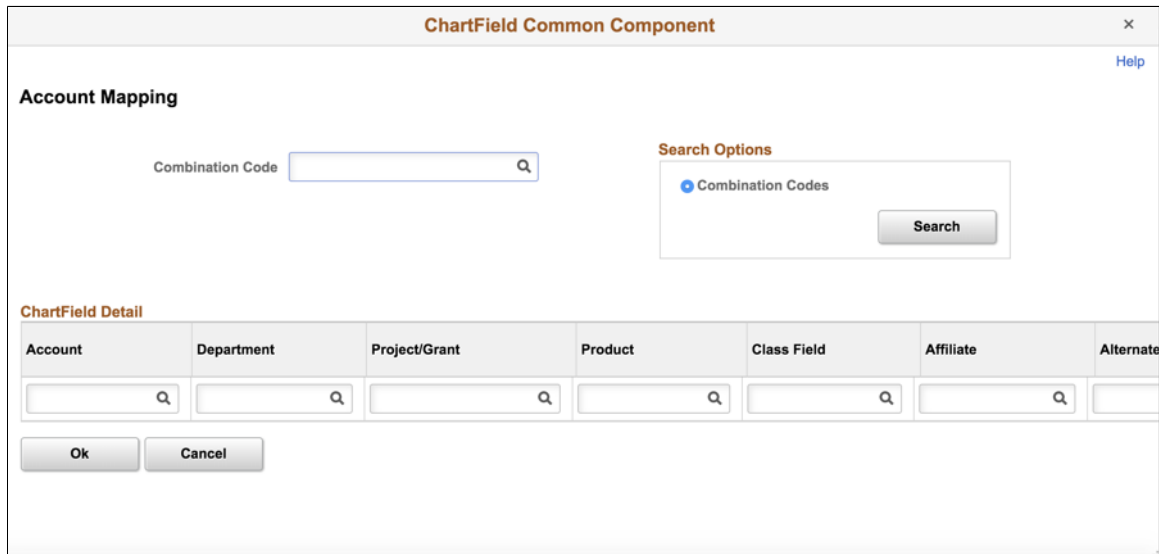 ChartField Common Component ×
Help
Account Mapping
Combination Code
Search Options
Combination Codes
Search
ChartField Detail
Account Department Project/Grant Product Class Field Affiliate Alternate
Ok Cancel